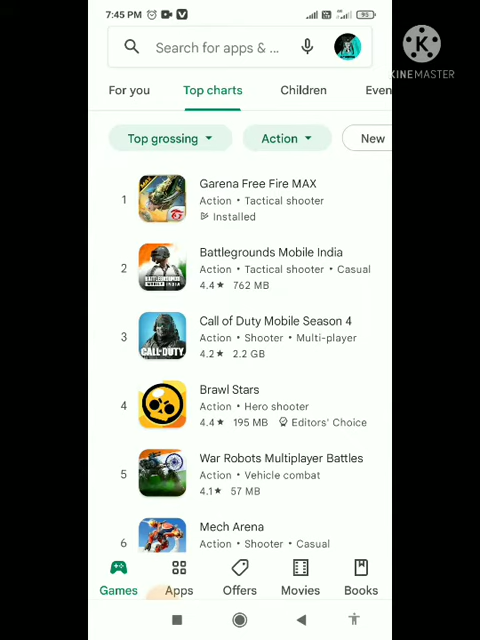 7:45 PM
95
Search for apps & ...
KINEMASTER
For you Top charts Children Even
Top grossing Action New
1 Garena Free Fire MAX
Action • Tactical shooter
Installed
2 Battlegrounds Mobile India
Action • Tactical shooter • Casual
4.4★ 762 MB
3 Call of Duty Mobile Season 4
Action • Shooter • Multi-player
4.2★ 2.2 GB
4 Brawl Stars
Action • Hero shooter
4.4★ 195 MB Editors' Choice
5 War Robots Multiplayer Battles
Action • Vehicle combat
4.1★ 57 MB
6 Mech Arena
Action • Shooter • Casual
Games Apps Offers Movies Books